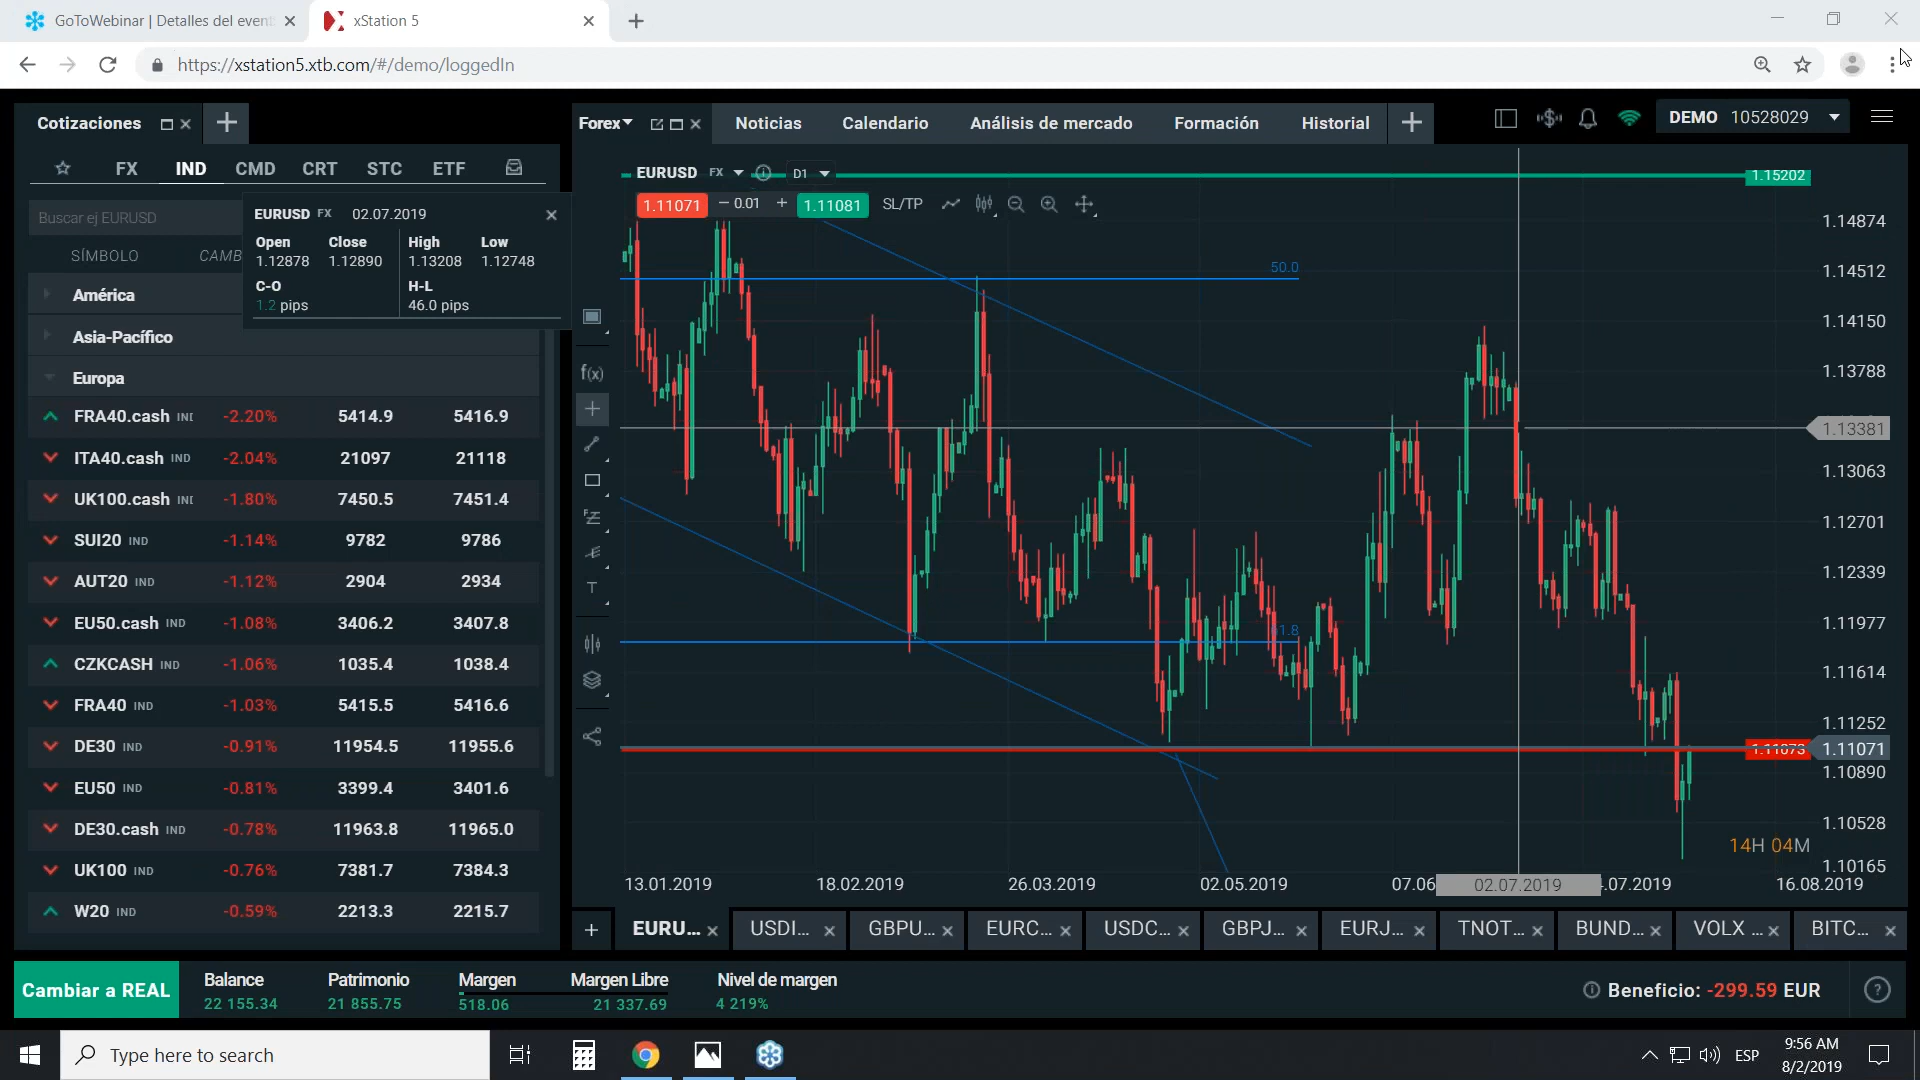 GoToWebinar | Detalles del event
xStation 5
https://xstation5.xtb.com/#/demo/loggedIn
Cotizaciones
Forex
Noticias
Calendario
Análisis de mercado
Formación
Historial
DEMO 10528029
FX IND CMD CRT STC ETF
Buscar ej EURUSD
SÍMBOLO CAMB
EURUSD FX 02.07.2019
Open Close High Low
1.12878 1.12890 1.13208 1.12748
C-O H-L
1.2 pips 46.0 pips
América
Asia-Pacífico
Europa
FRA40.cash IND -2.20% 5414.9 5416.9
ITA40.cash IND -2.04% 21097 21118
UK100.cash IND -1.80% 7450.5 7451.4
SUI20 IND -1.14% 9782 9786
AUT20 IND -1.12% 2904 2934
EU50.cash IND -1.08% 3406.2 3407.8
CZKCASH IND -1.06% 1035.4 1038.4
FRA40 IND -1.03% 5415.5 5416.6
DE30 IND -0.91% 11954.5 11955.6
EU50 IND -0.81% 3399.4 3401.6
DE30.cash IND -0.78% 11963.8 11965.0
UK100 IND -0.76% 7381.7 7384.3
W20 IND -0.59% 2213.3 2215.7
EURUSD FX D1
1.11071 0.01 1.11081 SL/TP
f(x)
T
50.0
61.8
1.15202
1.14874
1.14512
1.14150
1.13788
1.13381
1.13063
1.12701
1.12339
1.11977
1.11614
1.11252
1.11073 1.11071
1.10890
1.10528
14H 04M
1.10165
13.01.2019 18.02.2019 26.03.2019 02.05.2019 07.06 02.07.2019 .07.2019 16.08.2019
EURU... USDI... GBPU... EURC... USDC... GBPJ... EURJ... TNOT... BUND... VOLX ... BITC...
Cambiar a REAL
Balance Patrimonio Margen Margen Libre Nivel de margen
22 155.34 21 855.75 518.06 21 337.69 4 219%
Beneficio: -299.59 EUR
Type here to search
ESP
9:56 AM
8/2/2019